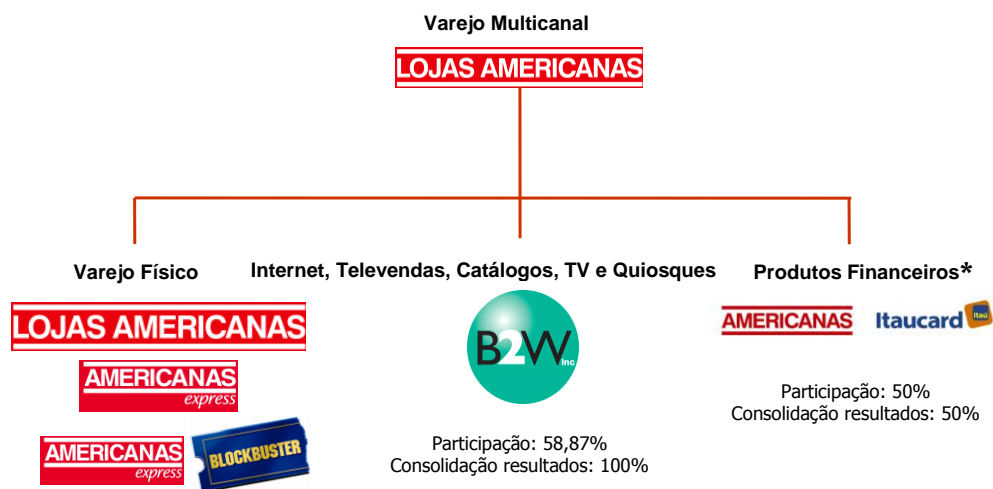 Varejo Multicanal
LOJAS AMERICANAS
Varejo Físico
Internet, Televendas, Catálogos, TV e Quiosques
Produtos Financeiros*
LOJAS AMERICANAS
AMERICANAS
express
AMERICANAS
express
BLOCKBUSTER
B2W
Inc
Participação: 58,87%
Consolidação resultados: 100%
AMERICANAS
Itaucard
Itaú
Participação: 50%
Consolidação resultados: 50%